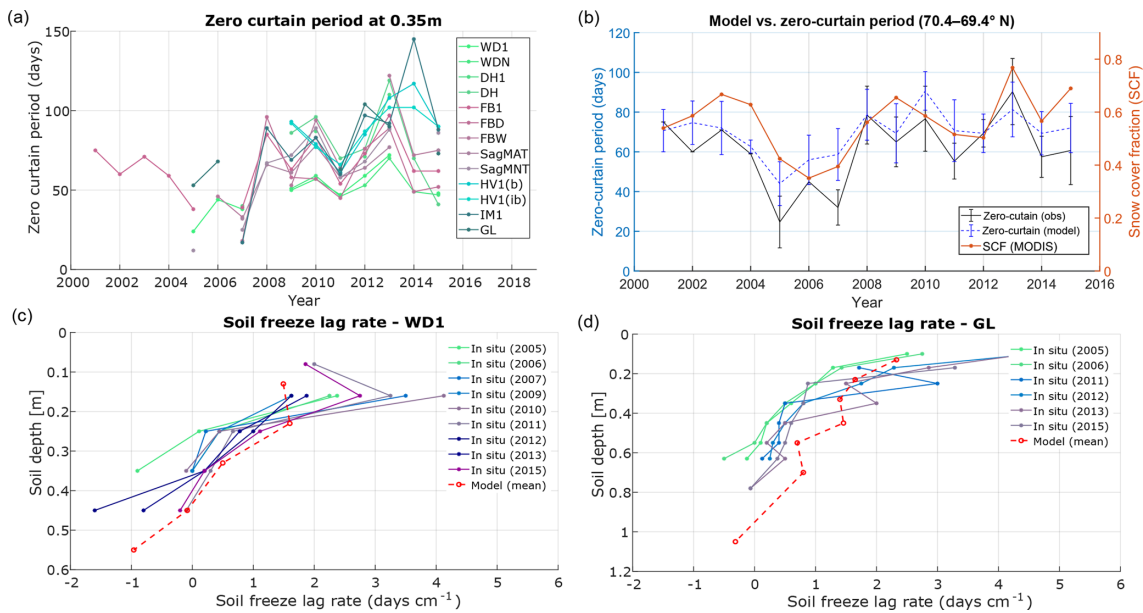 (a)
Zero curtain period at 0.35m
Zero curtain period (days)
150
100
50
0
2000 2002 2004 2006 2008 2010 2012 2014 2016 2018
Year
WD1
WDN
DH1
DH
FB1
FBD
FBW
SagMAT
SagMNT
HV1(b)
HV1(ib)
IM1
GL
(b)
Model vs. zero-curtain period (70.4–69.4° N)
Zero-curtain period (days)
120
100
80
60
40
20
0
2000 2002 2004 2006 2008 2010 2012 2014 2016
Year
Snow cover fraction (SCF)
0.8
0.6
0.4
0.2
0
Zero-cutain (obs)
Zero-curtain (model)
SCF (MODIS)
(c)
Soil freeze lag rate - WD1
Soil depth [m]
0
0.1
0.2
0.3
0.4
0.5
0.6
-2 -1 0 1 2 3 4 5 6
Soil freeze lag rate (days cm-1)
In situ (2005)
In situ (2006)
In situ (2007)
In situ (2009)
In situ (2010)
In situ (2011)
In situ (2012)
In situ (2013)
In situ (2015)
Model (mean)
(d)
Soil freeze lag rate - GL
Soil depth [m]
0
0.2
0.4
0.6
0.8
1
1.2
-2 -1 0 1 2 3 4 5 6
Soil freeze lag rate (days cm-1)
In situ (2005)
In situ (2006)
In situ (2011)
In situ (2012)
In situ (2013)
In situ (2015)
Model (mean)